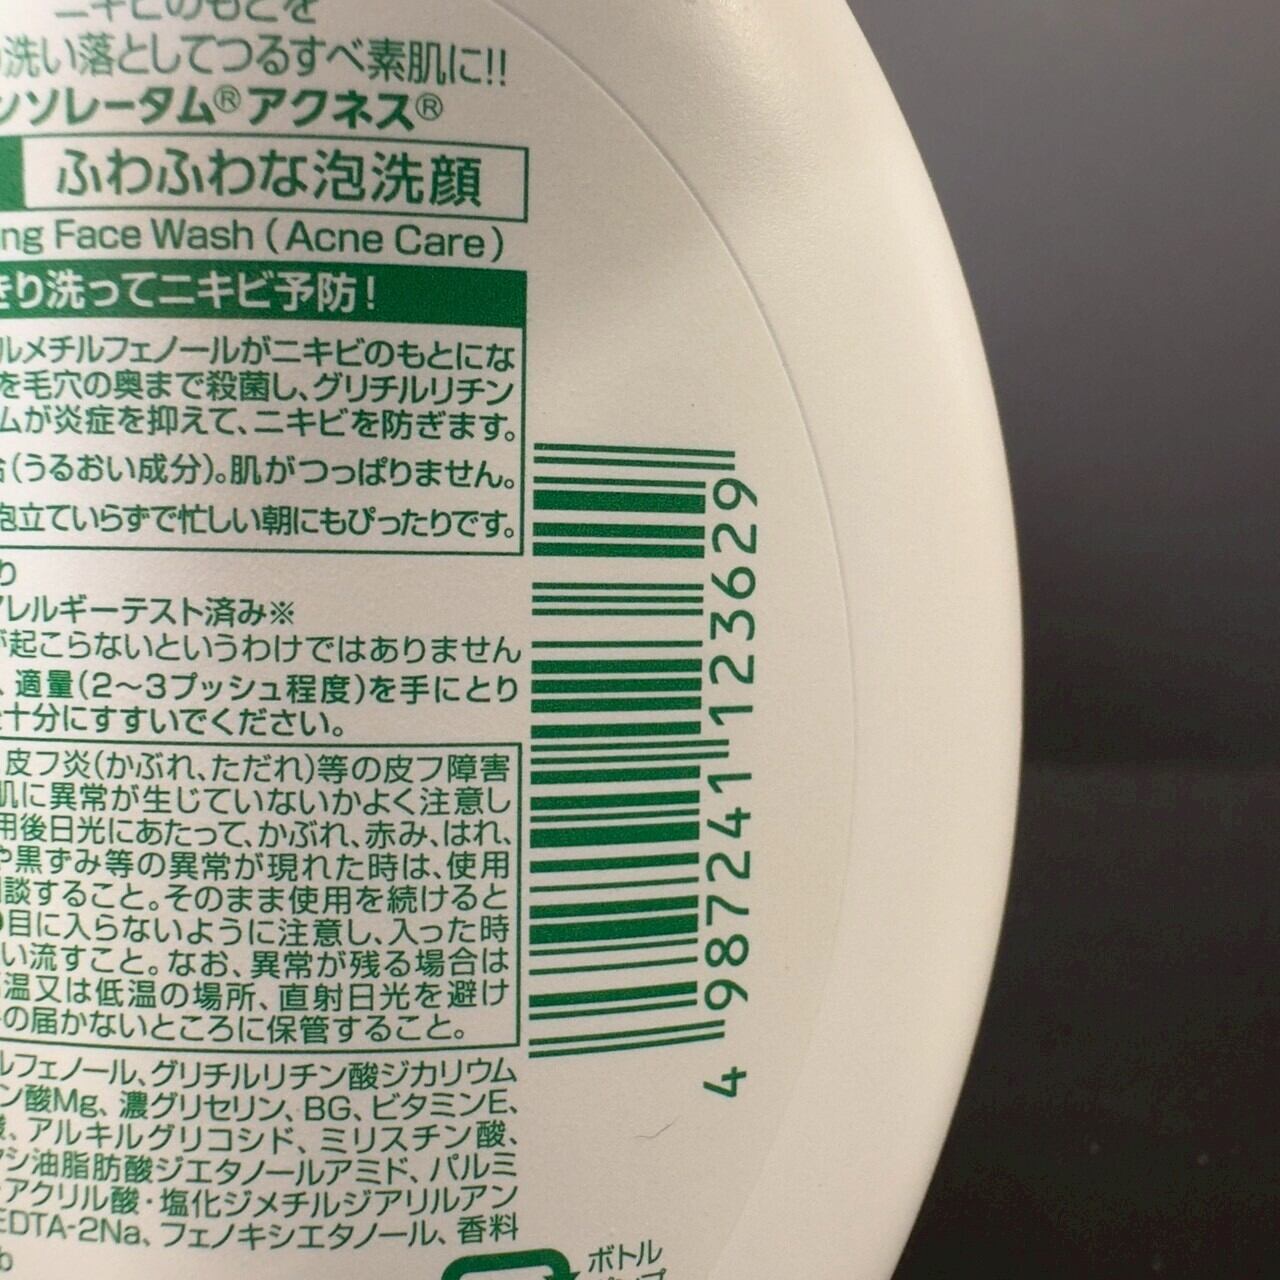 ニキビのもとを
洗い落としてつるすべ素肌に!!
ンソレータム®アクネス®
ふわふわな泡洗顔
ng Face Wash (Acne Care)
きり洗ってニキビ予防!
ルメチルフェノールがニキビのもとにな
を毛穴の奥まで殺菌し、グリチルリチン
ムが炎症を抑えて、ニキビを防ぎます。
合(うるおい成分)。肌がつっぱりません。
泡立ていらずで忙しい朝にもぴったりです。
り
アレルギーテスト済み※
が起こらないというわけではありません
、適量(2〜3プッシュ程度)を手にとり
と十分にすすいでください。
皮フ炎(かぶれ、ただれ)等の皮フ障害
肌に異常が生じていないかよく注意し
用後日光にあたって、かぶれ、赤み、はれ、
や黒ずみ等の異常が現れた時は、使用
相談すること。そのまま使用を続けると
の目に入らないように注意し、入った時
い流すこと。なお、異常が残る場合は
高温又は低温の場所、直射日光を避け
の届かないところに保管すること。
ルフェノール、グリチルリチン酸ジカリウム
ン酸Mg、濃グリセリン、BG、ビタミンE、
酸、アルキルグリコシド、ミリスチン酸、
ヤシ油脂肪酸ジエタノールアミド、パルミ
・アクリル酸・塩化ジメチルジアリルアン
EDTA-2Na、フェノキシエタノール、香料
ボトル
4 987241 123629